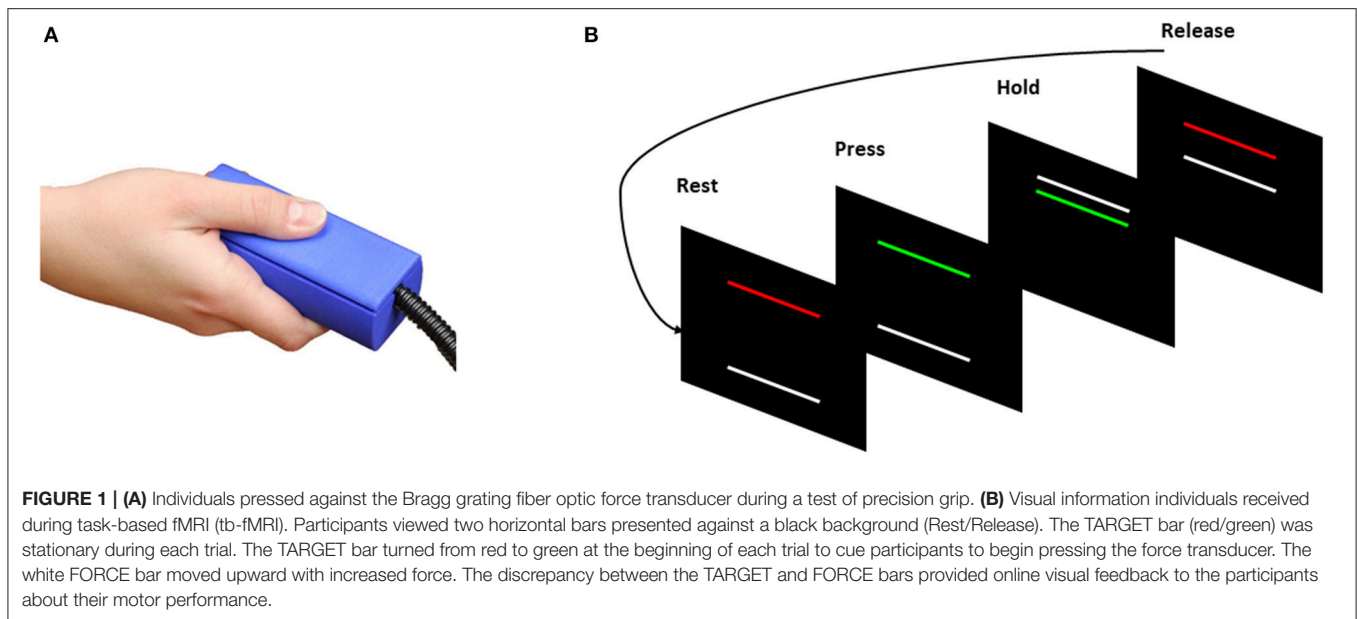 A
B
Release
Hold
Press
Rest
FIGURE 1 | (A) Individuals pressed against the Bragg grating fiber optic force transducer during a test of precision grip. (B) Visual information individuals received
during task-based fMRI (tb-fMRI). Participants viewed two horizontal bars presented against a black background (Rest/Release). The TARGET bar (red/green) was
stationary during each trial. The TARGET bar turned from red to green at the beginning of each trial to cue participants to begin pressing the force transducer. The
white FORCE bar moved upward with increased force. The discrepancy between the TARGET and FORCE bars provided online visual feedback to the participants
about their motor performance.